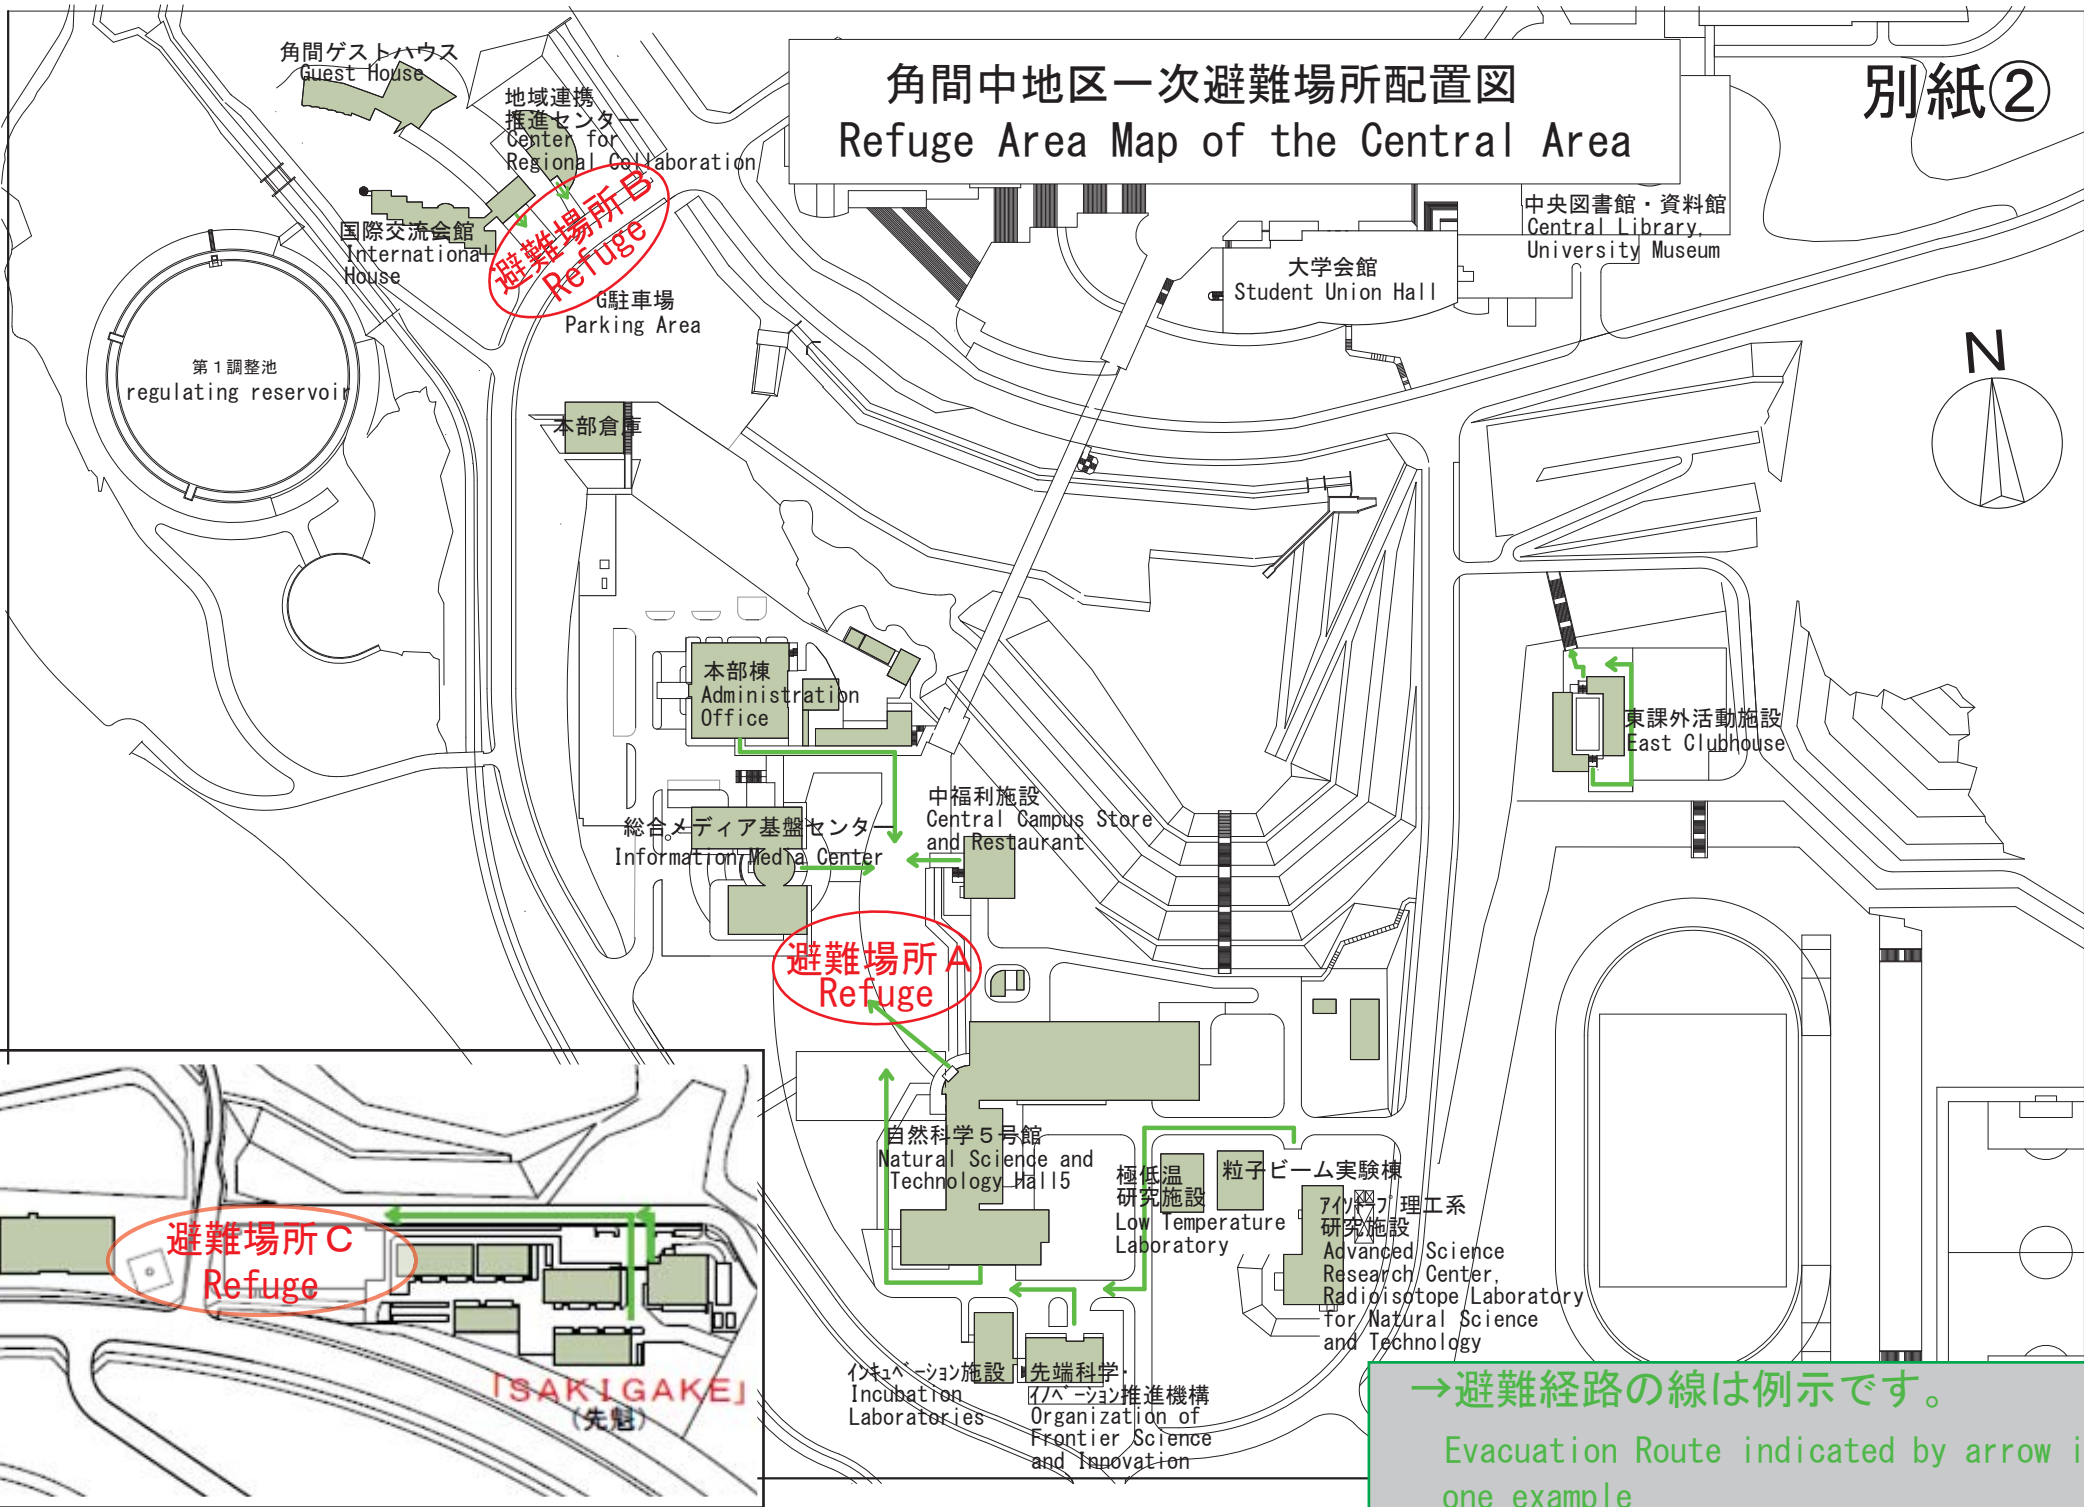 角間中地区一次避難場所配置図
Refuge Area Map of the Central Area
別紙②
角間ゲストハウス
Guest House
地域連携
推進センター
Center for
Regional Collaboration
避難場所B
Refuge
国際交流会館
International
House
G駐車場
Parking Area
中央図書館・資料館
Central Library,
University Museum
大学会館
Student Union Hall
N
第1調整池
regulating reservoir
本部倉庫
本部棟
Administration
Office
東課外活動施設
East Clubhouse
中福利施設
Central Campus Store
and Restaurant
総合メディア基盤センター
Information Media Center
避難場所A
Refuge
自然科学5号館
Natural Science and
Technology Hall5
極低温
研究施設
Low Temperature
Laboratory
粒子ビーム実験棟
ｱｲｿﾄｰﾌﾟ理工系
研究施設
Advanced Science
Research Center,
Radioisotope Laboratory
for Natural Science
and Technology
避難場所C
Refuge
「SAKIGAKE」
(先魁)
ｲﾝｷｭﾍﾞｰｼｮﾝ施設
Incubation
Laboratories
先端科学・
ｲﾉﾍﾞｰｼｮﾝ推進機構
Organization of
Frontier Science
and Innovation
→避難経路の線は例示です。
Evacuation Route indicated by arrow i
one example